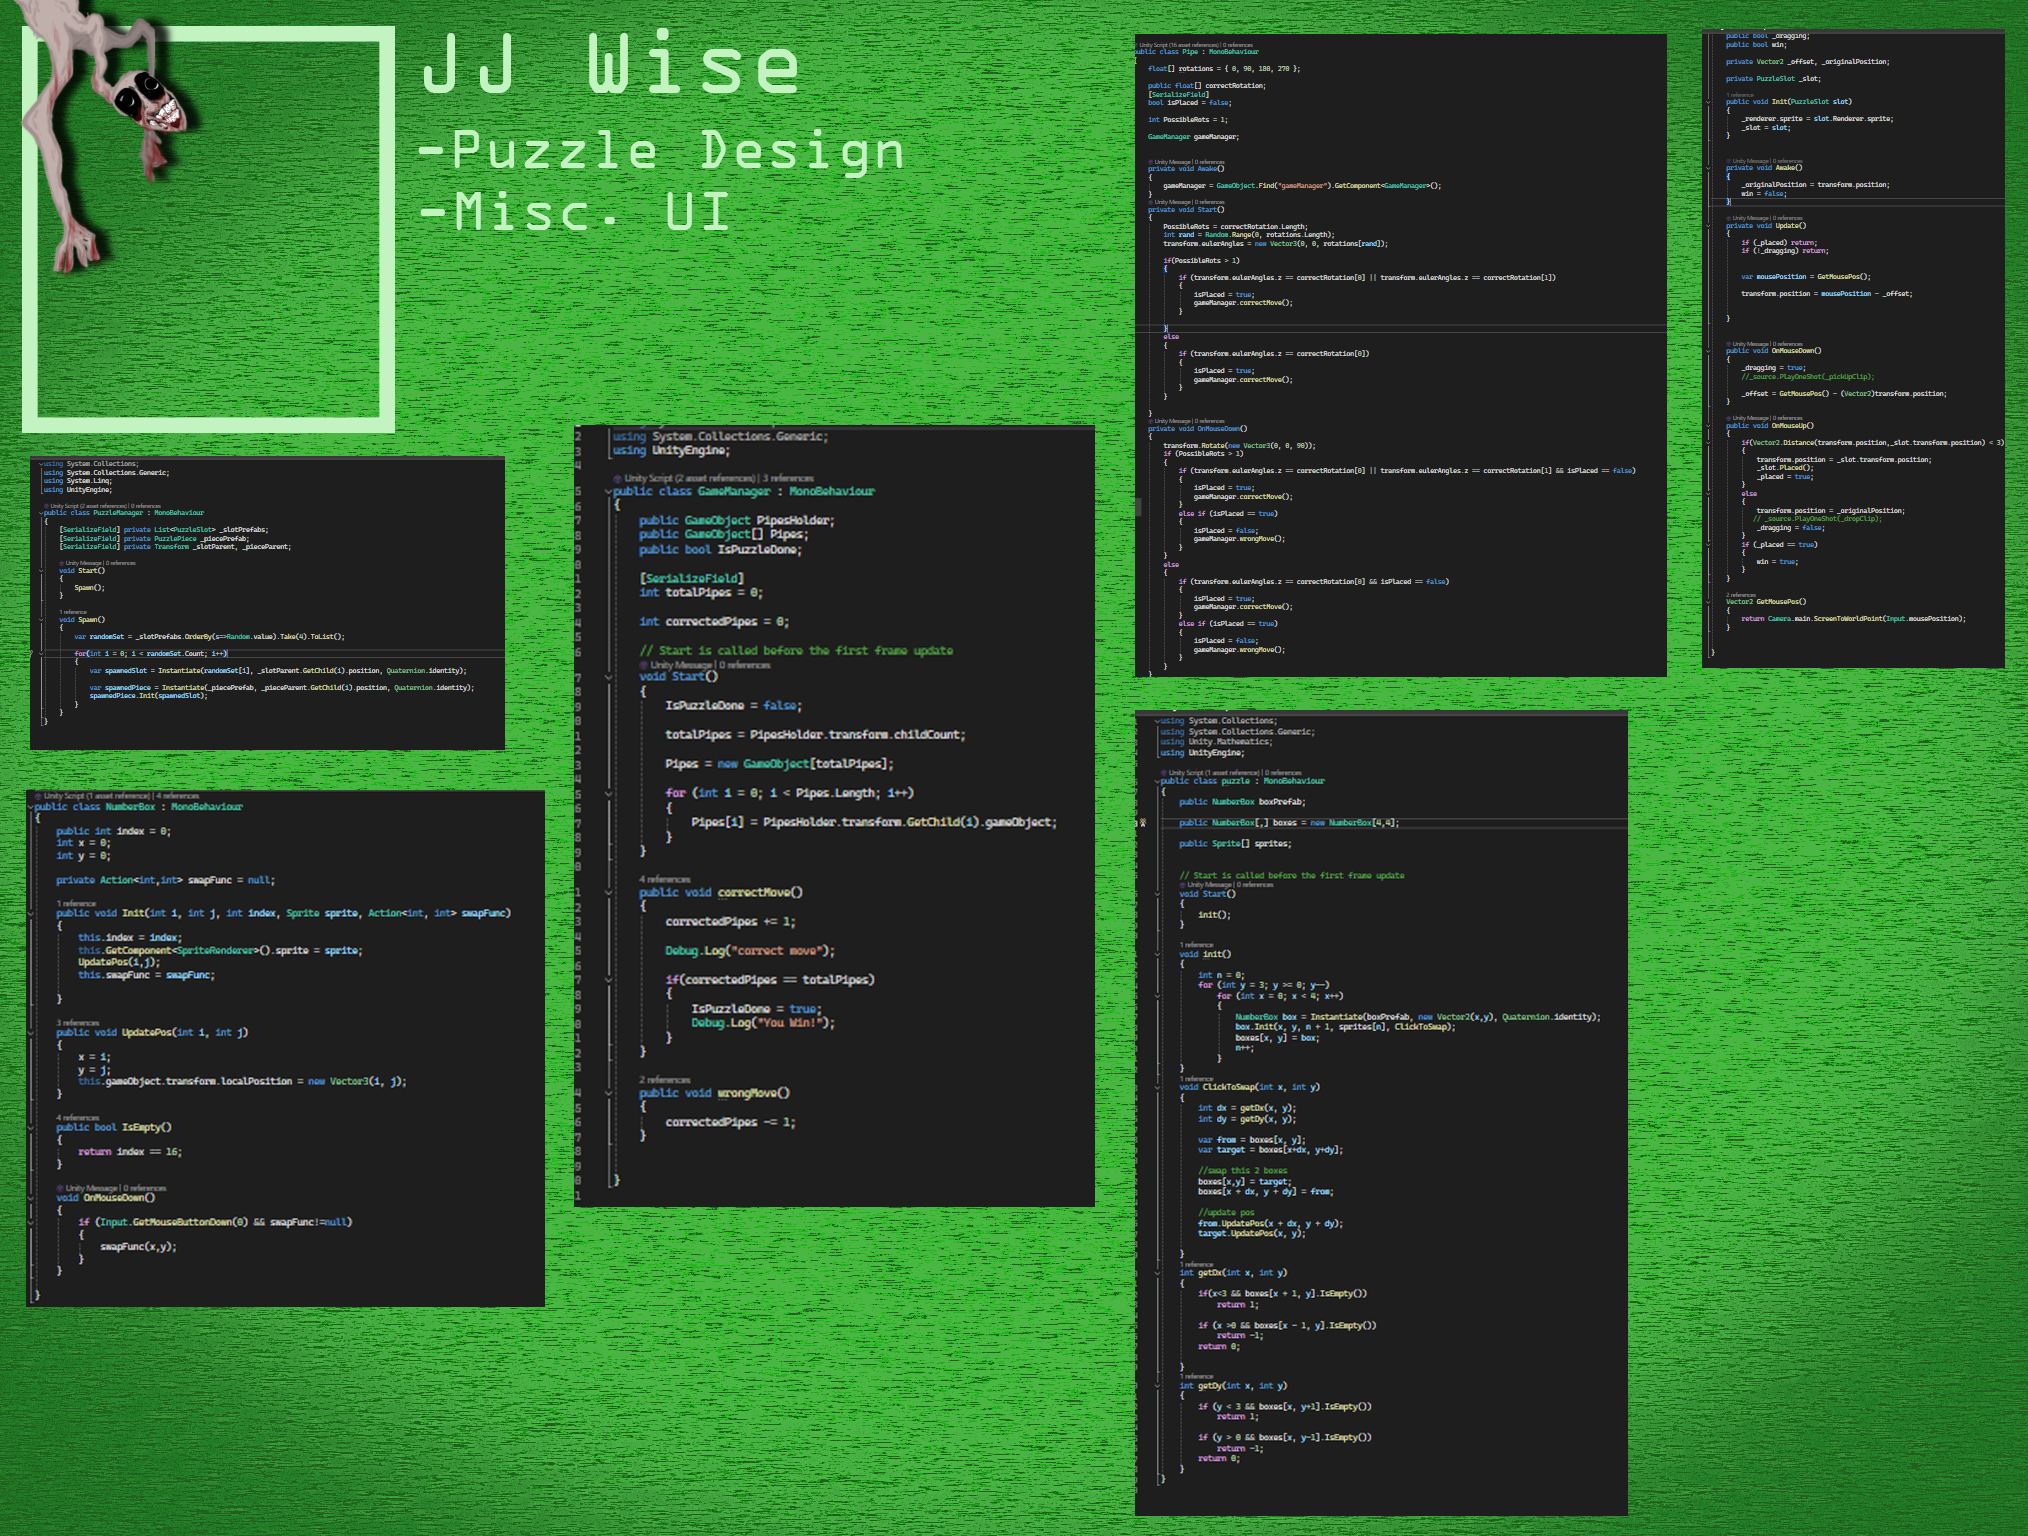 JJ Wise
-Puzzle Design
-Misc. UI
using System.Collections;
using System.Collections.Generic;
using System.Linq;
using UnityEngine;
Unity Script (2 asset references) | 0 references
public class PuzzleManager : MonoBehaviour
{
[SerializeField] private List<PuzzleSlot> _slotPrefabs;
[SerializeField] private PuzzlePiece _piecePrefab;
[SerializeField] private Transform _slotParent, _pieceParent;
Unity Message | 0 references
void Start()
{
Spawn();
}
1 reference
void Spawn()
{
var randomSet = _slotPrefabs.OrderBy(s=>Random.value).Take(4).ToList();
for(int i = 0; i < randomSet.Count; i++)
{
var spawnedSlot = Instantiate(randomSet[i], _slotParent.GetChild(i).position, Quaternion.identity);
var spawnedPiece = Instantiate(_piecePrefab, _pieceParent.GetChild(i).position, Quaternion.identity);
spawnedPiece.Init(spawnedSlot);
}
}
}
Unity Script (1 asset reference) | 4 references
public class NumberBox : MonoBehaviour
{
public int index = 0;
int x = 0;
int y = 0;
private Action<int,int> swapFunc = null;
1 reference
public void Init(int i, int j, int index, Sprite sprite, Action<int, int> swapFunc)
{
this.index = index;
this.GetComponent<SpriteRenderer>().sprite = sprite;
UpdatePos(i,j);
this.swapFunc = swapFunc;
}
3 references
public void UpdatePos(int i, int j)
{
x = i;
y = j;
this.gameObject.transform.localPosition = new Vector3(i, j);
}
4 references
public bool IsEmpty()
{
return index == 16;
}
Unity Message | 0 references
void OnMouseDown()
{
if (Input.GetMouseButtonDown(0) && swapFunc!=null)
{
swapFunc(x,y);
}
}
}
2 using System.Collections.Generic;
3 using UnityEngine;
4
Unity Script (2 asset references) | 3 references
5 public class GameManager : MonoBehaviour
6 {
7 public GameObject PipesHolder;
8 public GameObject[] Pipes;
9 public bool IsPuzzleDone;
0
1 [SerializeField]
2 int totalPipes = 0;
3
4 int correctedPipes = 0;
5
6 // Start is called before the first frame update
Unity Message | 0 references
7 void Start()
8 {
9 IsPuzzleDone = false;
0
1 totalPipes = PipesHolder.transform.childCount;
2
3 Pipes = new GameObject[totalPipes];
4
5 for (int i = 0; i < Pipes.Length; i++)
6 {
7 Pipes[i] = PipesHolder.transform.GetChild(i).gameObject;
8 }
9 }
0
4 references
1 public void correctMove()
2 {
3 correctedPipes += 1;
4
5 Debug.Log("correct move");
6
7 if(correctedPipes == totalPipes)
8 {
9 IsPuzzleDone = true;
0 Debug.Log("You Win!");
1 }
2 }
3
2 references
4 public void wrongMove()
5 {
6 correctedPipes -= 1;
7 }
8
9
0 }
1
Unity Script (16 asset references) | 0 references
public class Pipe : MonoBehaviour
{
float[] rotations = { 0, 90, 180, 270 };
public float[] correctRotation;
[SerializeField]
bool isPlaced = false;
int PossibleRots = 1;
GameManager gameManager;
Unity Message | 0 references
private void Awake()
{
gameManager = GameObject.Find("gameManager").GetComponent<GameManager>();
}
Unity Message | 0 references
private void Start()
{
PossibleRots = correctRotation.Length;
int rand = Random.Range(0, rotations.Length);
transform.eulerAngles = new Vector3(0, 0, rotations[rand]);
if(PossibleRots > 1)
{
if (transform.eulerAngles.z == correctRotation[0] || transform.eulerAngles.z == correctRotation[1])
{
isPlaced = true;
gameManager.correctMove();
}
}
else
{
if (transform.eulerAngles.z == correctRotation[0])
{
isPlaced = true;
gameManager.correctMove();
}
}
}
Unity Message | 0 references
private void OnMouseDown()
{
transform.Rotate(new Vector3(0, 0, 90));
if (PossibleRots > 1)
{
if (transform.eulerAngles.z == correctRotation[0] || transform.eulerAngles.z == correctRotation[1] && isPlaced == false)
{
isPlaced = true;
gameManager.correctMove();
}
else if (isPlaced == true)
{
isPlaced = false;
gameManager.wrongMove();
}
}
else
{
if (transform.eulerAngles.z == correctRotation[0] && isPlaced == false)
{
isPlaced = true;
gameManager.correctMove();
}
else if (isPlaced == true)
{
isPlaced = false;
gameManager.wrongMove();
}
}
}
public bool _dragging;
public bool win;
private Vector2 _offset, _originalPosition;
private PuzzleSlot _slot;
1 reference
public void Init(PuzzleSlot slot)
{
_renderer.sprite = slot.Renderer.sprite;
_slot = slot;
}
Unity Message | 0 references
private void Awake()
{
_originalPosition = transform.position;
win = false;
}
Unity Message | 0 references
private void Update()
{
if (_placed) return;
if (!_dragging) return;
var mousePosition = GetMousePos();
transform.position = mousePosition - _offset;
}
Unity Message | 0 references
public void OnMouseDown()
{
_dragging = true;
//_source.PlayOneShot(_pickUpClip);
_offset = GetMousePos() - (Vector2)transform.position;
}
Unity Message | 0 references
public void OnMouseUp()
{
if(Vector2.Distance(transform.position,_slot.transform.position) < 3)
{
transform.position = _slot.transform.position;
_slot.Placed();
_placed = true;
}
else
{
transform.position = _originalPosition;
// _source.PlayOneShot(_dropClip);
_dragging = false;
}
if (_placed == true)
{
win = true;
}
}
2 references
Vector2 GetMousePos()
{
return Camera.main.ScreenToWorldPoint(Input.mousePosition);
}
}
using System.Collections;
using System.Collections.Generic;
using Unity.Mathematics;
using UnityEngine;
Unity Script (1 asset reference) | 0 references
public class puzzle : MonoBehaviour
{
public NumberBox boxPrefab;
public NumberBox[,] boxes = new NumberBox[4,4];
public Sprite[] sprites;
// Start is called before the first frame update
Unity Message | 0 references
void Start()
{
init();
}
1 reference
void init()
{
int n = 0;
for (int y = 3; y >= 0; y--)
for (int x = 0; x < 4; x++)
{
NumberBox box = Instantiate(boxPrefab, new Vector2(x,y), Quaternion.identity);
box.Init(x, y, n + 1, sprites[n], ClickToSwap);
boxes[x, y] = box;
n++;
}
}
1 reference
void ClickToSwap(int x, int y)
{
int dx = getDx(x, y);
int dy = getDy(x, y);
var from = boxes[x, y];
var target = boxes[x+dx, y+dy];
//swap this 2 boxes
boxes[x,y] = target;
boxes[x + dx, y + dy] = from;
//update pos
from.UpdatePos(x + dx, y + dy);
target.UpdatePos(x, y);
}
1 reference
int getDx(int x, int y)
{
if(x<3 && boxes[x + 1, y].IsEmpty())
return 1;
if (x >0 && boxes[x - 1, y].IsEmpty())
return -1;
return 0;
}
1 reference
int getDy(int x, int y)
{
if (y < 3 && boxes[x, y+1].IsEmpty())
return 1;
if (y > 0 && boxes[x, y-1].IsEmpty())
return -1;
return 0;
}
}